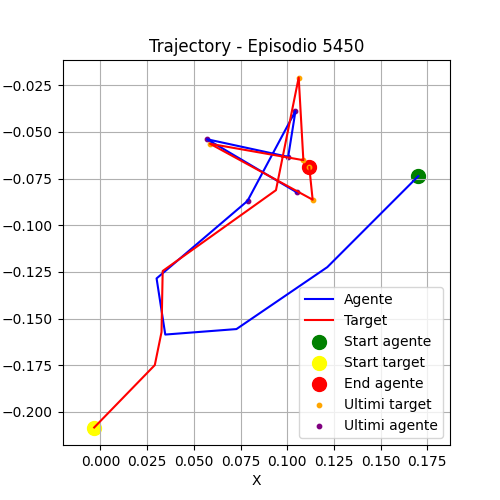 Trajectory - Episodio 5450
−0.025
−0.050
−0.075
−0.100
−0.125
−0.150
−0.175
−0.200
Agente
Target
Start agente
Start target
End agente
Ultimi target
Ultimi agente
0.000 0.025 0.050 0.075 0.100 0.125 0.150 0.175
X